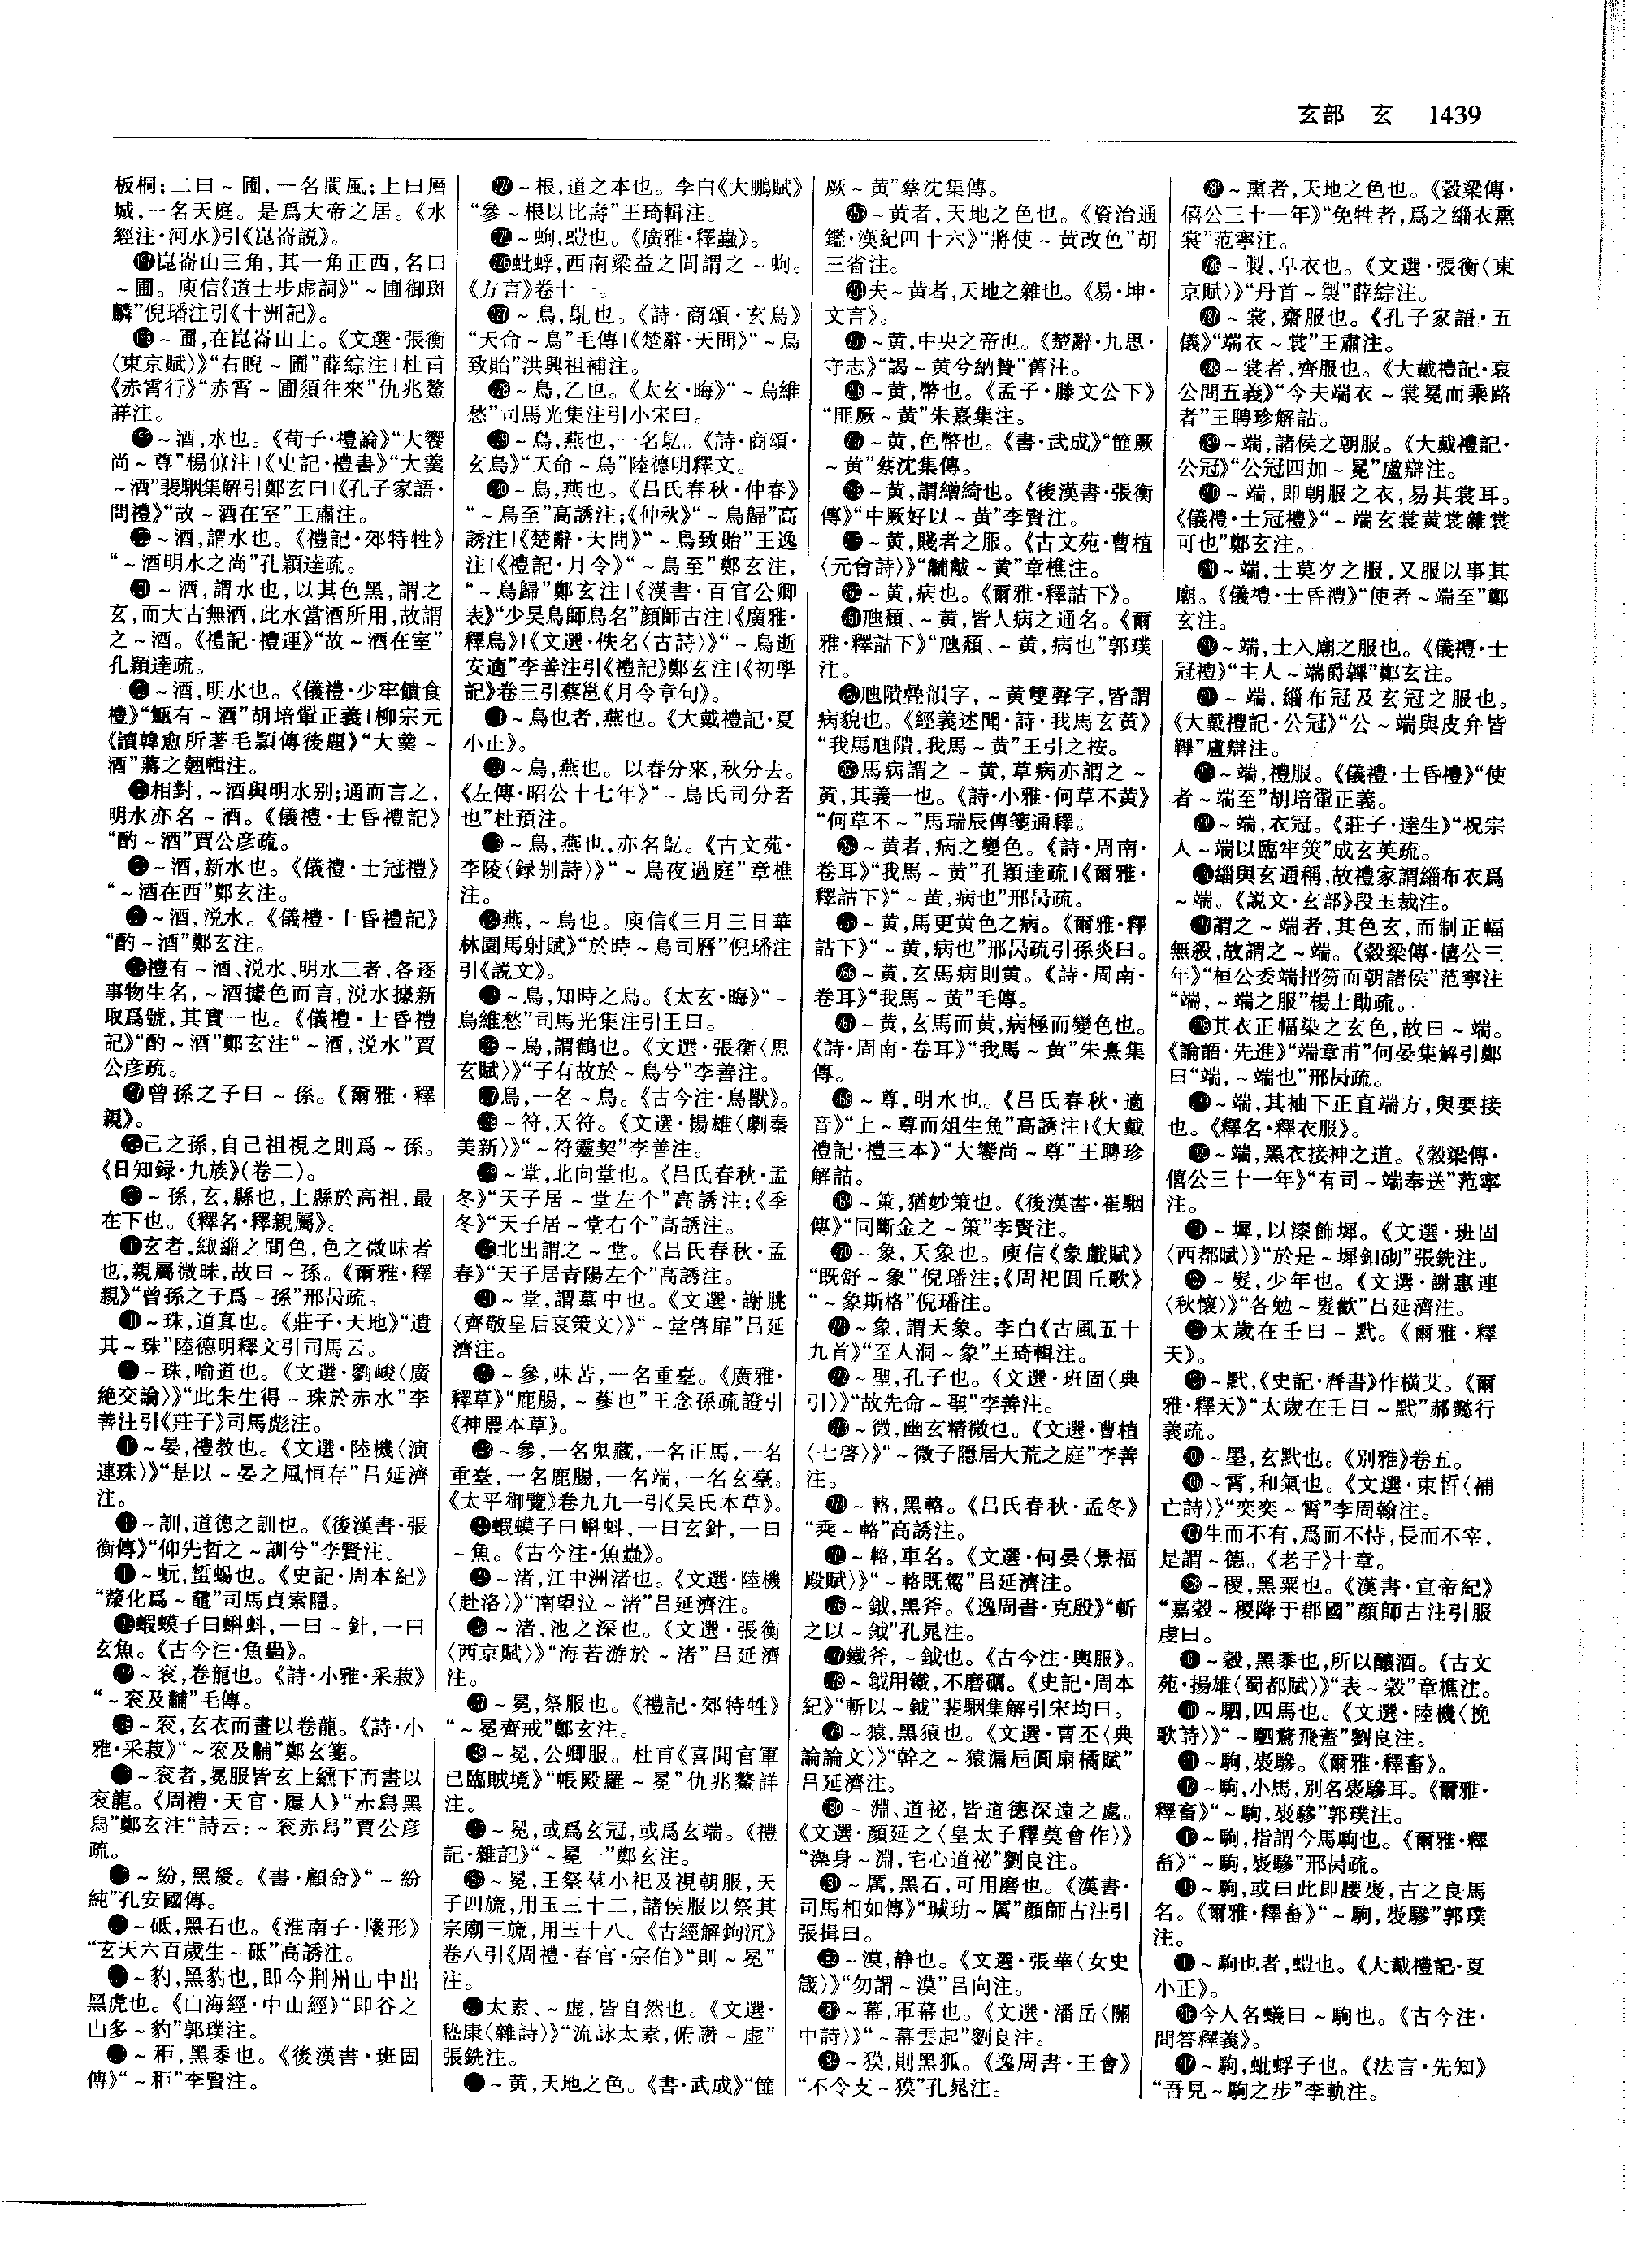 玄部 玄 1439
板桐；二曰～圃，一名閬風；上曰層
城，一名天庭。是爲大帝之居。《水
經注·河水》引《崑崙説》。
崑崙山三角，其一角正西，名曰
～圃。庾信《道士步虛詞》“～圃御斑
麟”倪璠注引《十洲記》。
～圃，在崑崙山上。《文選·張衡
〈東京賦〉》“右睨～圃”薛綜注|杜甫
《赤霄行》“赤霄～圃須往來”仇兆鰲
詳注。
～酒，水也。《荀子·禮論》“大饗
尚～尊”楊倞注|《史記·禮書》“大羹
～酒”裴駰集解引鄭玄曰|《孔子家語·
問禮》“故～酒在室”王肅注。
～酒，謂水也。《禮記·郊特牲》
“～酒明水之尚”孔穎達疏。
～酒，謂水也，以其色黑，謂之
玄，而大古無酒，此水當酒所用，故謂
之～酒。《禮記·禮運》“故～酒在室”
孔穎達疏。
～酒，明水也。《儀禮·少牢饋食
禮》“甒有～酒”胡培翬正義|柳宗元
《讀韓愈所著毛穎傳後題》“大羹～
酒”蔣之翹輯注。
相對，～酒與明水别；通而言之，
明水亦名～酒。《儀禮·士昏禮記》
“酌～酒”賈公彦疏。
～酒，新水也。《儀禮·士冠禮》
“～酒在西”鄭玄注。
～酒，涚水。《儀禮·士昏禮記》
“酌～酒”鄭玄注。
禮有～酒、涚水、明水三者，各逐
事物生名，～酒據色而言，涚水據新
取爲號，其實一也。《儀禮·士昏禮
記》“酌～酒”鄭玄注“～酒，涚水”賈
公彦疏。
曾孫之子曰～孫。《爾雅·釋
親》。
己之孫，自己祖視之則爲～孫。
《日知録·九族》(卷二)。
～孫，玄，縣也，上縣於高祖，最
在下也。《釋名·釋親屬》。
玄者，緅緇之間色，色之微昧者
也，親屬微昧，故曰～孫。《爾雅·釋
親》“曾孫之子爲～孫”邢昺疏。
～珠，道真也。《莊子·天地》“遺
其～珠”陸德明釋文引司馬云。
～珠，喻道也。《文選·劉峻〈廣
絶交論〉》“此朱生得～珠於赤水”李
善注引《莊子》司馬彪注。
～晏，禮教也。《文選·陸機〈演
連珠〉》“是以～晏之風恒存”吕延濟
注。
～訓，道德之訓也。《後漢書·張
衡傳》“仰先哲之～訓兮”李賢注。
～蚖，蜇蜴也。《史記·周本紀》
“漦化爲～黿”司馬貞索隱。
蝦蟆子曰蝌蚪，一曰～針，一曰
玄魚。《古今注·魚蟲》。
～衮，卷龍也。《詩·小雅·采菽》
“～衮及黼”毛傳。
～衮，玄衣而畫以卷龍。《詩·小
雅·采菽》“～衮及黼”鄭玄箋。
～衮者，冕服皆玄上纁下而畫以
衮龍。《周禮·天官·屨人》“赤舄黑
舄”鄭玄注“詩云：～衮赤舄”賈公彦
疏。
～紛，黑綬。《書·顧命》“～紛
純”孔安國傳。
～砥，黑石也。《淮南子·墬形》
“玄天六百歲生～砥”高誘注。
～豹，黑豹也，即今荆州山中出
黑虎也。《山海經·中山經》“即谷之
山多～豹”郭璞注。
～秬，黑黍也。《後漢書·班固
傳》“～秬”李賢注。
～根，道之本也。李白《大鵬賦》
“參～根以比壽”王琦輯注。
～蚼，螘也。《廣雅·釋蟲》。
蚍蜉，西南梁益之間謂之～蚼。
《方言》卷十一。
～鳥，鳦也。《詩·商頌·玄鳥》
“天命～鳥”毛傳|《楚辭·天問》“～鳥
致貽”洪興祖補注。
～鳥，乙也。《太玄·晦》“～鳥維
愁”司馬光集注引小宋曰。
～鳥，燕也，一名鳦。《詩·商頌·
玄鳥》“天命～鳥”陸德明釋文。
～鳥，燕也。《吕氏春秋·仲春》
“～鳥至”高誘注；《仲秋》“～鳥歸”高
誘注|《楚辭·天問》“～鳥致貽”王逸
注|《禮記·月令》“～鳥至”鄭玄注，
“～鳥歸”鄭玄注|《漢書·百官公卿
表》“少昊鳥師鳥名”顔師古注|《廣雅·
釋鳥》|《文選·佚名〈古詩〉》“～鳥逝
安適”李善注引《禮記》鄭玄注|《初學
記》卷三引蔡邕《月令章句》。
～鳥也者，燕也。《大戴禮記·夏
小正》。
～鳥，燕也。以春分來，秋分去。
《左傳·昭公十七年》“～鳥氏司分者
也”杜預注。
～鳥，燕也，亦名鳦。《古文苑·
李陵〈録别詩〉》“～鳥夜過庭”章樵
注。
燕，～鳥也。庾信《三月三日華
林園馬射賦》“於時～鳥司曆”倪璠注
引《説文》。
～鳥，知時之鳥。《太玄·晦》“～
鳥維愁”司馬光集注引王曰。
～鳥，謂鶴也。《文選·張衡〈思
玄賦〉》“子有故於～鳥兮”李善注。
鳥，一名～鳥。《古今注·鳥獸》。
～符，天符。《文選·揚雄〈劇秦
美新〉》“～符靈契”李善注。
～堂，北向堂也。《吕氏春秋·孟
冬》“天子居～堂左个”高誘注；《季
冬》“天子居～堂右个”高誘注。
北出謂之～堂。《吕氏春秋·孟
春》“天子居青陽左个”高誘注。
～堂，謂墓中也。《文選·謝朓
〈齊敬皇后哀策文〉》“～堂啓扉”吕延
濟注。
～參，味苦，一名重臺。《廣雅·
釋草》“鹿腸，～蔘也”王念孫疏證引
《神農本草》。
～參，一名鬼藏，一名正馬，一名
重臺，一名鹿腸，一名端，一名玄臺。
《太平御覽》卷九九一引《吴氏本草》。
蝦蟆子曰蝌蚪，一曰玄針，一曰
～魚。《古今注·魚蟲》。
～渚，江中洲渚也。《文選·陸機
〈赴洛〉》“南望泣～渚”吕延濟注。
～渚，池之深也。《文選·張衡
〈西京賦〉》“海若游於～渚”吕延濟
注。
～冕，祭服也。《禮記·郊特牲》
“～冕齊戒”鄭玄注。
～冕，公卿服。杜甫《喜聞官軍
已臨賊境》“帳殿羅～冕”仇兆鰲詳
注。
～冕，或爲玄冠，或爲玄端。《禮
記·雜記》“～冕一”鄭玄注。
～冕，王祭羣小祀及視朝服，天
子四旒，用玉三十二，諸侯服以祭其
宗廟三旒，用玉十八。《古經解鉤沉》
卷八引《周禮·春官·宗伯》“則～冕”
注。
太素、～虚，皆自然也。《文選·
嵇康〈雜詩〉》“流詠太素，俯讚～虚”
張銑注。
～黄，天地之色。《書·武成》“篚
厥～黄”蔡沈集傳。
～黄者，天地之色也。《資治通
鑑·漢紀四十六》“將使～黄改色”胡
三省注。
夫～黄者，天地之雜也。《易·坤·
文言》。
～黄，中央之帝也。《楚辭·九思·
守志》“謁～黄兮納贄”舊注。
～黄，幣也。《孟子·滕文公下》
“匪厥～黄”朱熹集注。
～黄，色幣也。《書·武成》“篚厥
～黄”蔡沈集傳。
～黄，謂繒綺也。《後漢書·張衡
傳》“中厥好以～黄”李賢注。
～黄，賤者之服。《古文苑·曹植
〈元會詩〉》“黼黻～黄”章樵注。
～黄，病也。《爾雅·釋詁下》。
虺頽、～黄，皆人病之通名。《爾
雅·釋詁下》“虺頽、～黄，病也”郭璞
注。
虺隤疊韻字，～黄雙聲字，皆謂
病貌也。《經義述聞·詩·我馬玄黄》
“我馬虺隤，我馬～黄”王引之按。
馬病謂之～黄，草病亦謂之～
黄，其義一也。《詩·小雅·何草不黄》
“何草不～”馬瑞辰傳箋通釋。
～黄者，病之變色。《詩·周南·
卷耳》“我馬～黄”孔穎達疏|《爾雅·
釋詁下》“～黄，病也”邢昺疏。
～黄，馬更黄色之病。《爾雅·釋
詁下》“～黄，病也”邢昺疏引孫炎曰。
～黄，玄馬病則黄。《詩·周南·
卷耳》“我馬～黄”毛傳。
～黄，玄馬而黄，病極而變色也。
《詩·周南·卷耳》“我馬～黄”朱熹集
傳。
～尊，明水也。《吕氏春秋·適
音》“上～尊而俎生魚”高誘注|《大戴
禮記·禮三本》“大饗尚～尊”王聘珍
解詁。
～策，猶妙策也。《後漢書·崔駰
傳》“同斷金之～策”李賢注。
～象，天象也。庾信《象戲賦》
“既舒～象”倪璠注；《周祀圓丘歌》
“～象斯格”倪璠注。
～象，謂天象。李白《古風五十
九首》“至人洞～象”王琦輯注。
～聖，孔子也。《文選·班固〈典
引〉》“故先命～聖”李善注。
～微，幽玄精微也。《文選·曹植
〈七啓〉》“～微子隱居大荒之庭”李善
注。
～輅，黑輅。《吕氏春秋·孟冬》
“乘～輅”高誘注。
～輅，車名。《文選·何晏〈景福
殿賦〉》“～輅既駕”吕延濟注。
～鉞，黑斧。《逸周書·克殷》“斬
之以～鉞”孔晁注。
鐵斧，～鉞也。《古今注·輿服》。
～鉞用鐵，不磨礪。《史記·周本
紀》“斬以～鉞”裴駰集解引宋均曰。
～猿，黑猿也。《文選·曹丕〈典
論論文〉》“幹之～猿漏卮圓扇橘賦”
吕延濟注。
～淵、道祕，皆道德深遠之處。
《文選·顔延之〈皇太子釋奠會作〉》
“澡身～淵，宅心道祕”劉良注。
～厲，黑石，可用磨也。《漢書·
司馬相如傳》“瑊玏～厲”顔師古注引
張揖曰。
～漠，静也。《文選·張華〈女史
箴〉》“勿謂～漠”吕向注。
～幕，軍幕也。《文選·潘岳〈關
中詩〉》“～幕雲起”劉良注。
～獏，則黑狐。《逸周書·王會》
“不令支～獏”孔晁注。
～熏者，天地之色也。《穀梁傳·
僖公三十一年》“免牲者，爲之緇衣熏
裳”范寧注。
～製，皁衣也。《文選·張衡〈東
京賦〉》“丹首～製”薛綜注。
～裳，齋服也。《孔子家語·五
儀》“端衣～裳”王肅注。
～裳者，齊服也。《大戴禮記·哀
公問五義》“今夫端衣～裳冕而乘路
者”王聘珍解詁。
～端，諸侯之朝服。《大戴禮記·
公冠》“公冠四加～冕”盧辯注。
～端，即朝服之衣，易其裳耳。
《儀禮·士冠禮》“～端玄裳黄裳雜裳
可也”鄭玄注。
～端，士莫夕之服，又服以事其
廟。《儀禮·士昏禮》“使者～端至”鄭
玄注。
～端，士入廟之服也。《儀禮·士
冠禮》“主人～端爵韠”鄭玄注。
～端，緇布冠及玄冠之服也。
《大戴禮記·公冠》“公～端與皮弁皆
韠”盧辯注。
～端，禮服。《儀禮·士昏禮》“使
者～端至”胡培翬正義。
～端，衣冠。《莊子·達生》“祝宗
人～端以臨牢筴”成玄英疏。
緇與玄通稱，故禮家謂緇布衣爲
～端。《説文·玄部》段玉裁注。
謂之～端者，其色玄，而制正幅
無殺，故謂之～端。《穀梁傳·僖公三
年》“桓公委端搢笏而朝諸侯”范寧注
“端，～端之服”楊士勛疏。
其衣正幅染之玄色，故曰～端。
《論語·先進》“端章甫”何晏集解引鄭
曰“端，～端也”邢昺疏。
～端，其袖下正直端方，與要接
也。《釋名·釋衣服》。
～端，黑衣接神之道。《穀梁傳·
僖公三十一年》“有司～端奉送”范寧
注。
～墀，以漆飾墀。《文選·班固
〈西都賦〉》“於是～墀釦砌”張銑注。
～髮，少年也。《文選·謝惠連
〈秋懷〉》“各勉～髮歡”吕延濟注。
太歲在壬曰～黓。《爾雅·釋
天》。
～黓，《史記·曆書》作横艾。《爾
雅·釋天》“太歲在壬曰～黓”郝懿行
義疏。
～墨，玄黓也。《别雅》卷五。
～霄，和氣也。《文選·束晳〈補
亡詩〉》“奕奕～霄”李周翰注。
生而不有，爲而不恃，長而不宰，
是謂～德。《老子》十章。
～稷，黑粟也。《漢書·宣帝紀》
“嘉穀～稷降于郡國”顔師古注引服
虔曰。
～穀，黑黍也，所以釀酒。《古文
苑·揚雄〈蜀都賦〉》“表～穀”章樵注。
～駟，四馬也。《文選·陸機〈挽
歌詩〉》“～駟騖飛蓋”劉良注。
～駒，褭驂。《爾雅·釋畜》。
～駒，小馬，别名褭驂耳。《爾雅·
釋畜》“～駒，褭驂”郭璞注。
～駒，指謂今馬駒也。《爾雅·釋
畜》“～駒，褭驂”邢昺疏。
～駒，或曰此即腰褭，古之良馬
名。《爾雅·釋畜》“～駒，褭驂”郭璞
注。
～駒也者，螘也。《大戴禮記·夏
小正》。
今人名蟻曰～駒也。《古今注·
問答釋義》。
～駒，蚍蜉子也。《法言·先知》
“吾見～駒之步”李軌注。